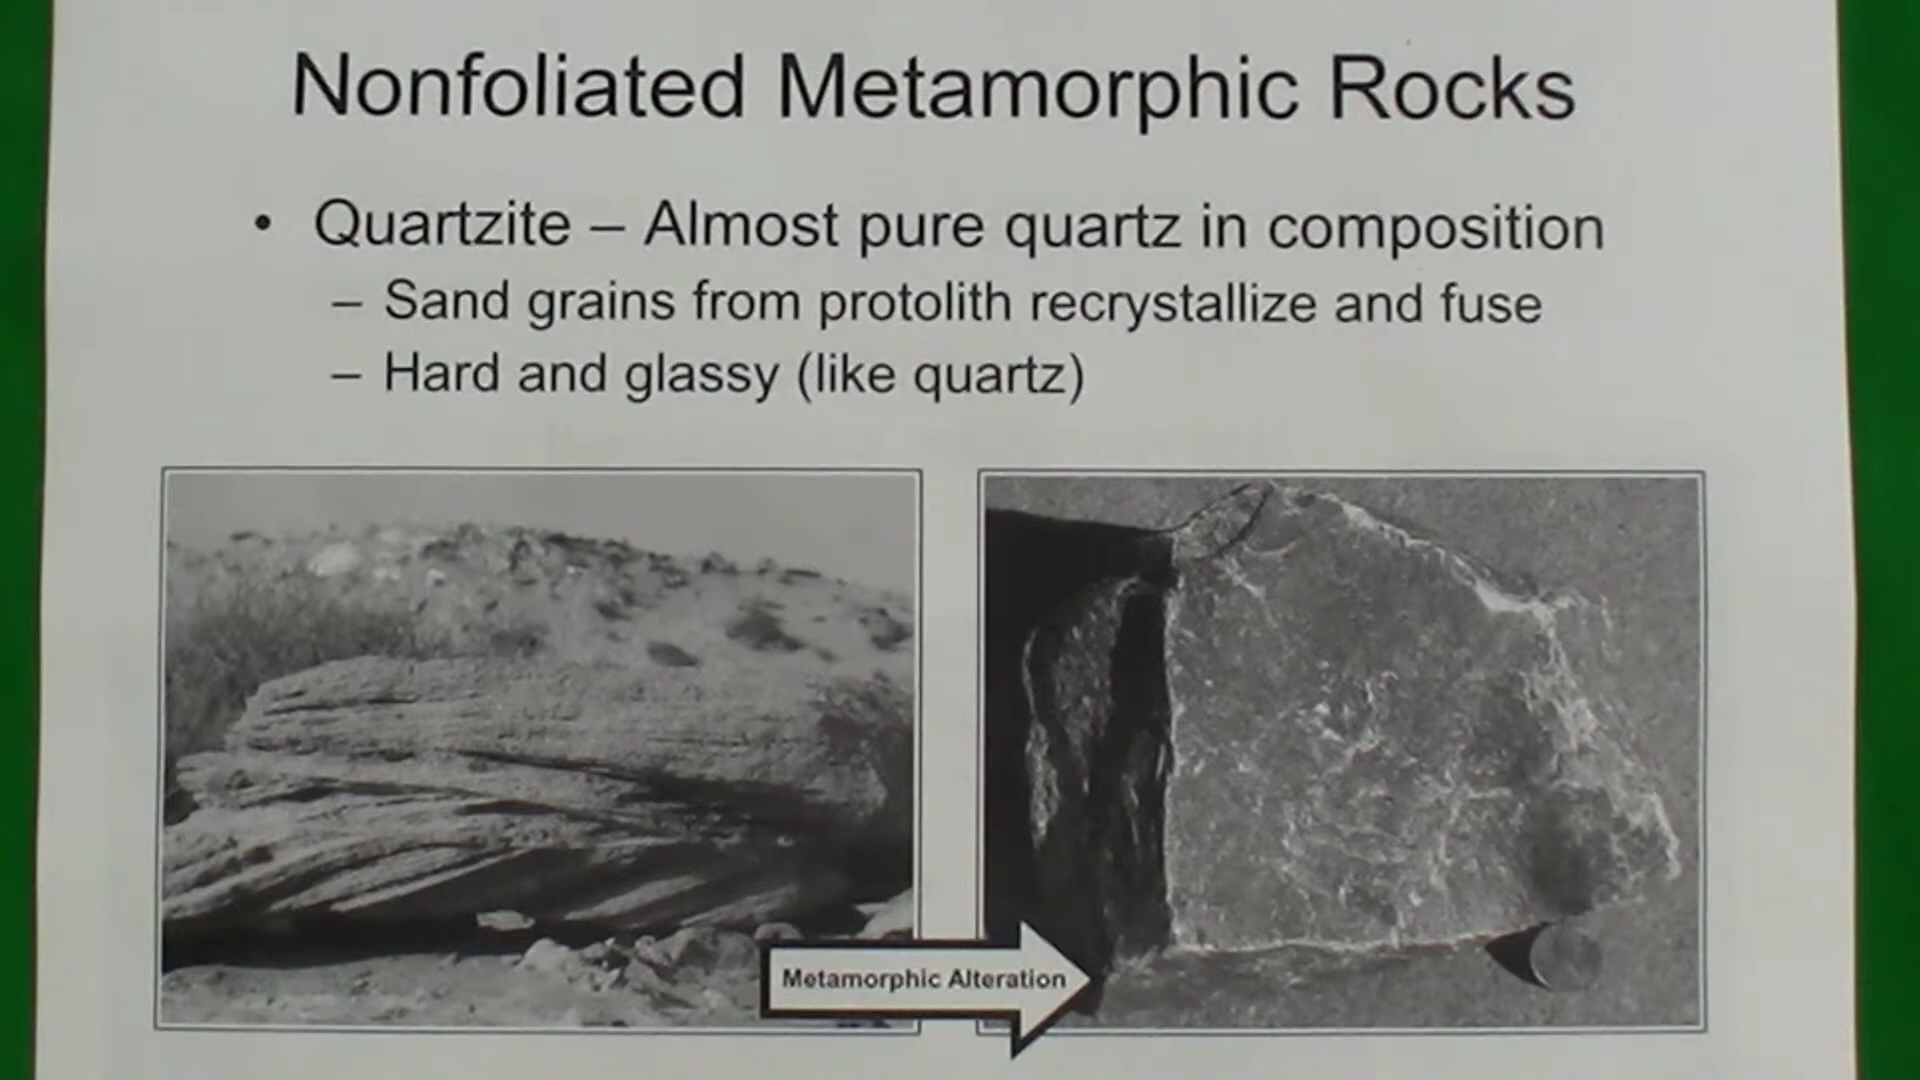 Nonfoliated Metamorphic Rocks
• Quartzite – Almost pure quartz in composition
– Sand grains from protolith recrystallize and fuse
– Hard and glassy (like quartz)
Metamorphic Alteration